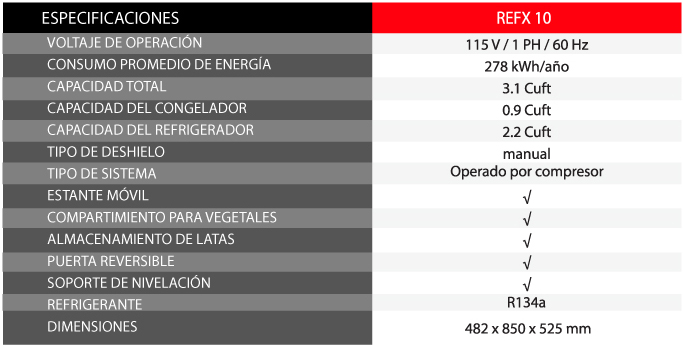 ESPECIFICACIONES REFX 10
VOLTAJE DE OPERACIÓN 115 V / 1 PH / 60 Hz
CONSUMO PROMEDIO DE ENERGÍA 278 kWh/año
CAPACIDAD TOTAL 3.1 Cuft
CAPACIDAD DEL CONGELADOR 0.9 Cuft
CAPACIDAD DEL REFRIGERADOR 2.2 Cuft
TIPO DE DESHIELO manual
TIPO DE SISTEMA Operado por compresor
ESTANTE MÓVIL √
COMPARTIMIENTO PARA VEGETALES √
ALMACENAMIENTO DE LATAS √
PUERTA REVERSIBLE √
SOPORTE DE NIVELACIÓN √
REFRIGERANTE R134a
DIMENSIONES 482 x 850 x 525 mm